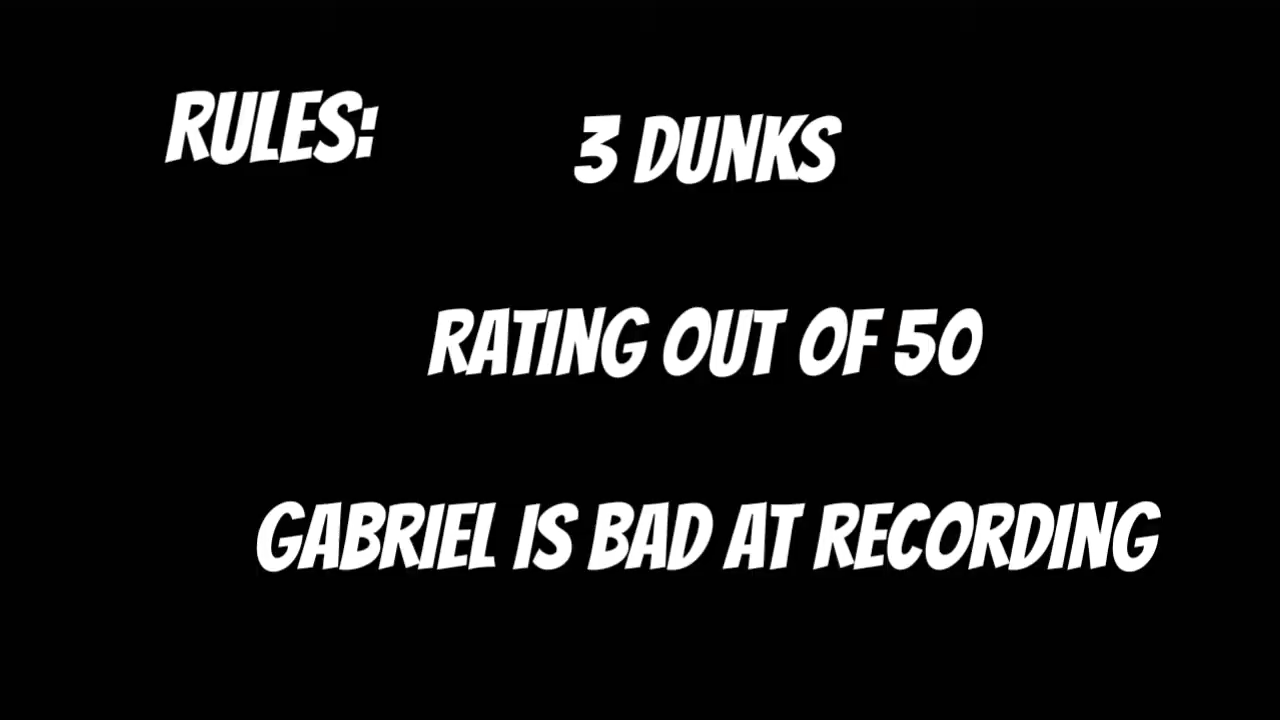 RULES:
3 DUNKS
RATING OUT OF 50
GABRIEL IS BAD AT RECORDING